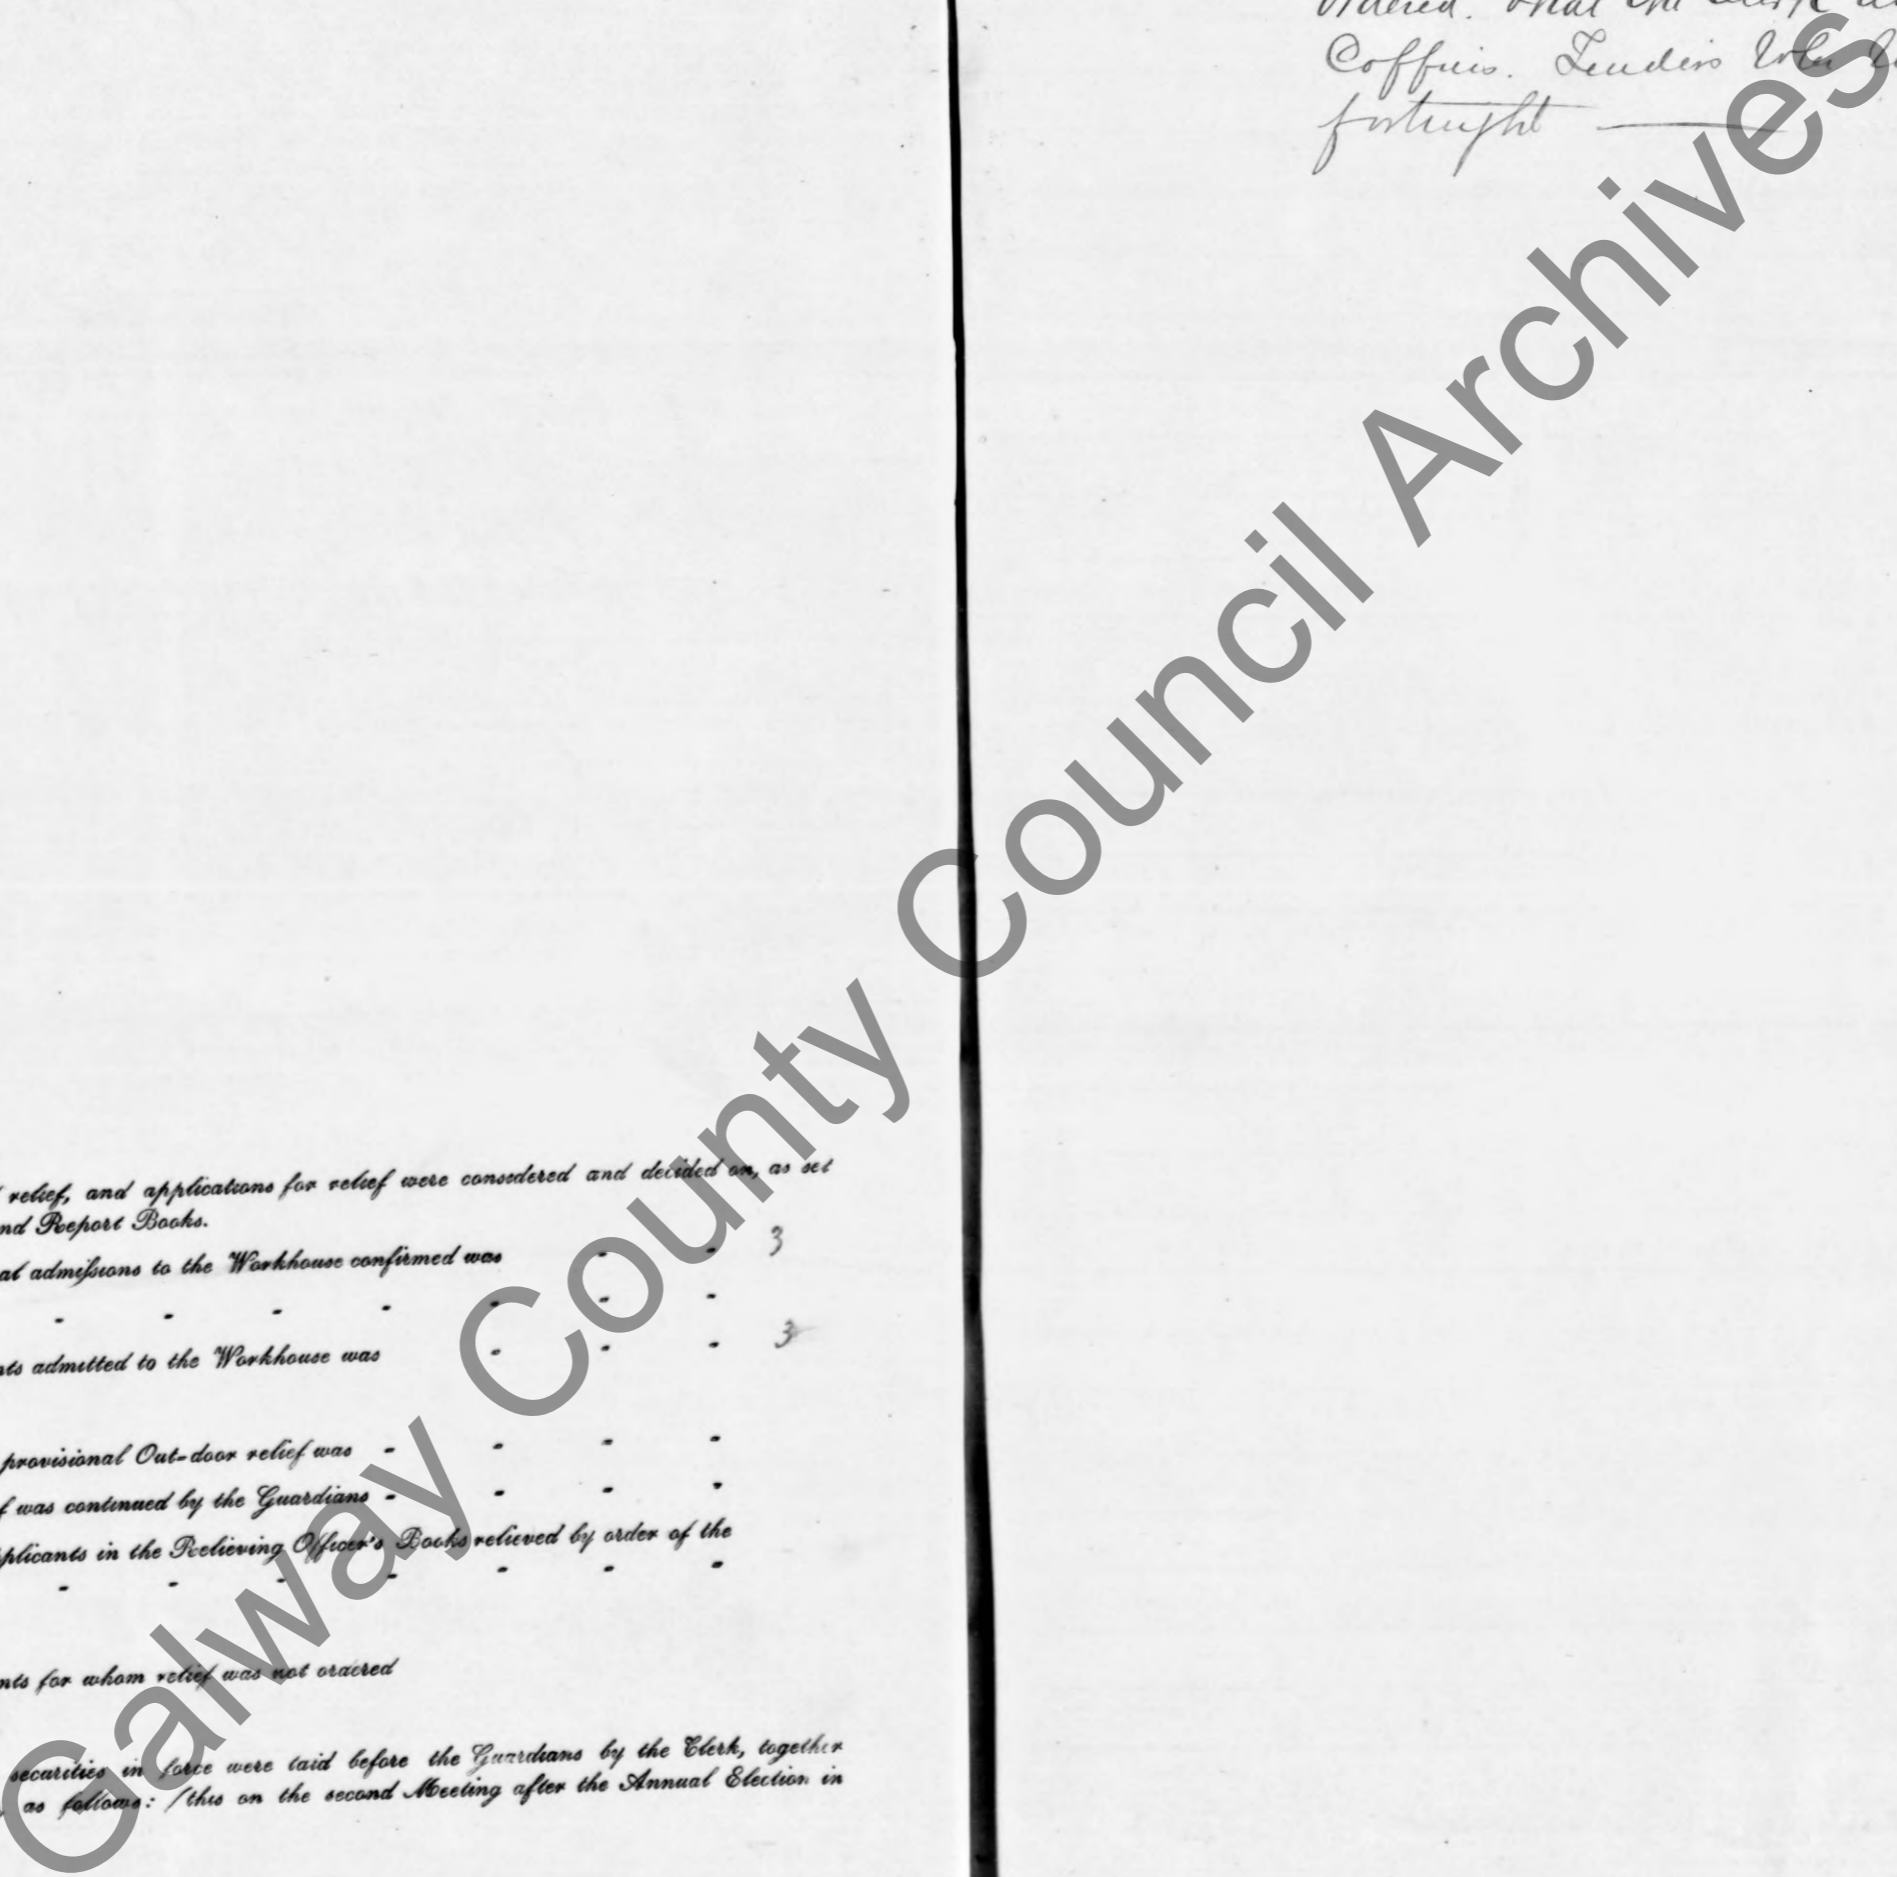 relief, and applications for relief were considered and decided on, as set
nd Report Books.
al admissions to the Workhouse confirmed was - - 3
- - - - - - -
nts admitted to the Workhouse was - - - 3
provisional Out-door relief was - - - -
f was continued by the Guardians - - - -
plicants in the Relieving Officer's Books relieved by order of the
- - - - - - -
nts for whom relief was not ordered
securities in force were laid before the Guardians by the Clerk, together
as follows: (this on the second Meeting after the Annual Election in
Ordered. That the Clerk
Coffins. Tenders
fortnight
Galway County Council Archives